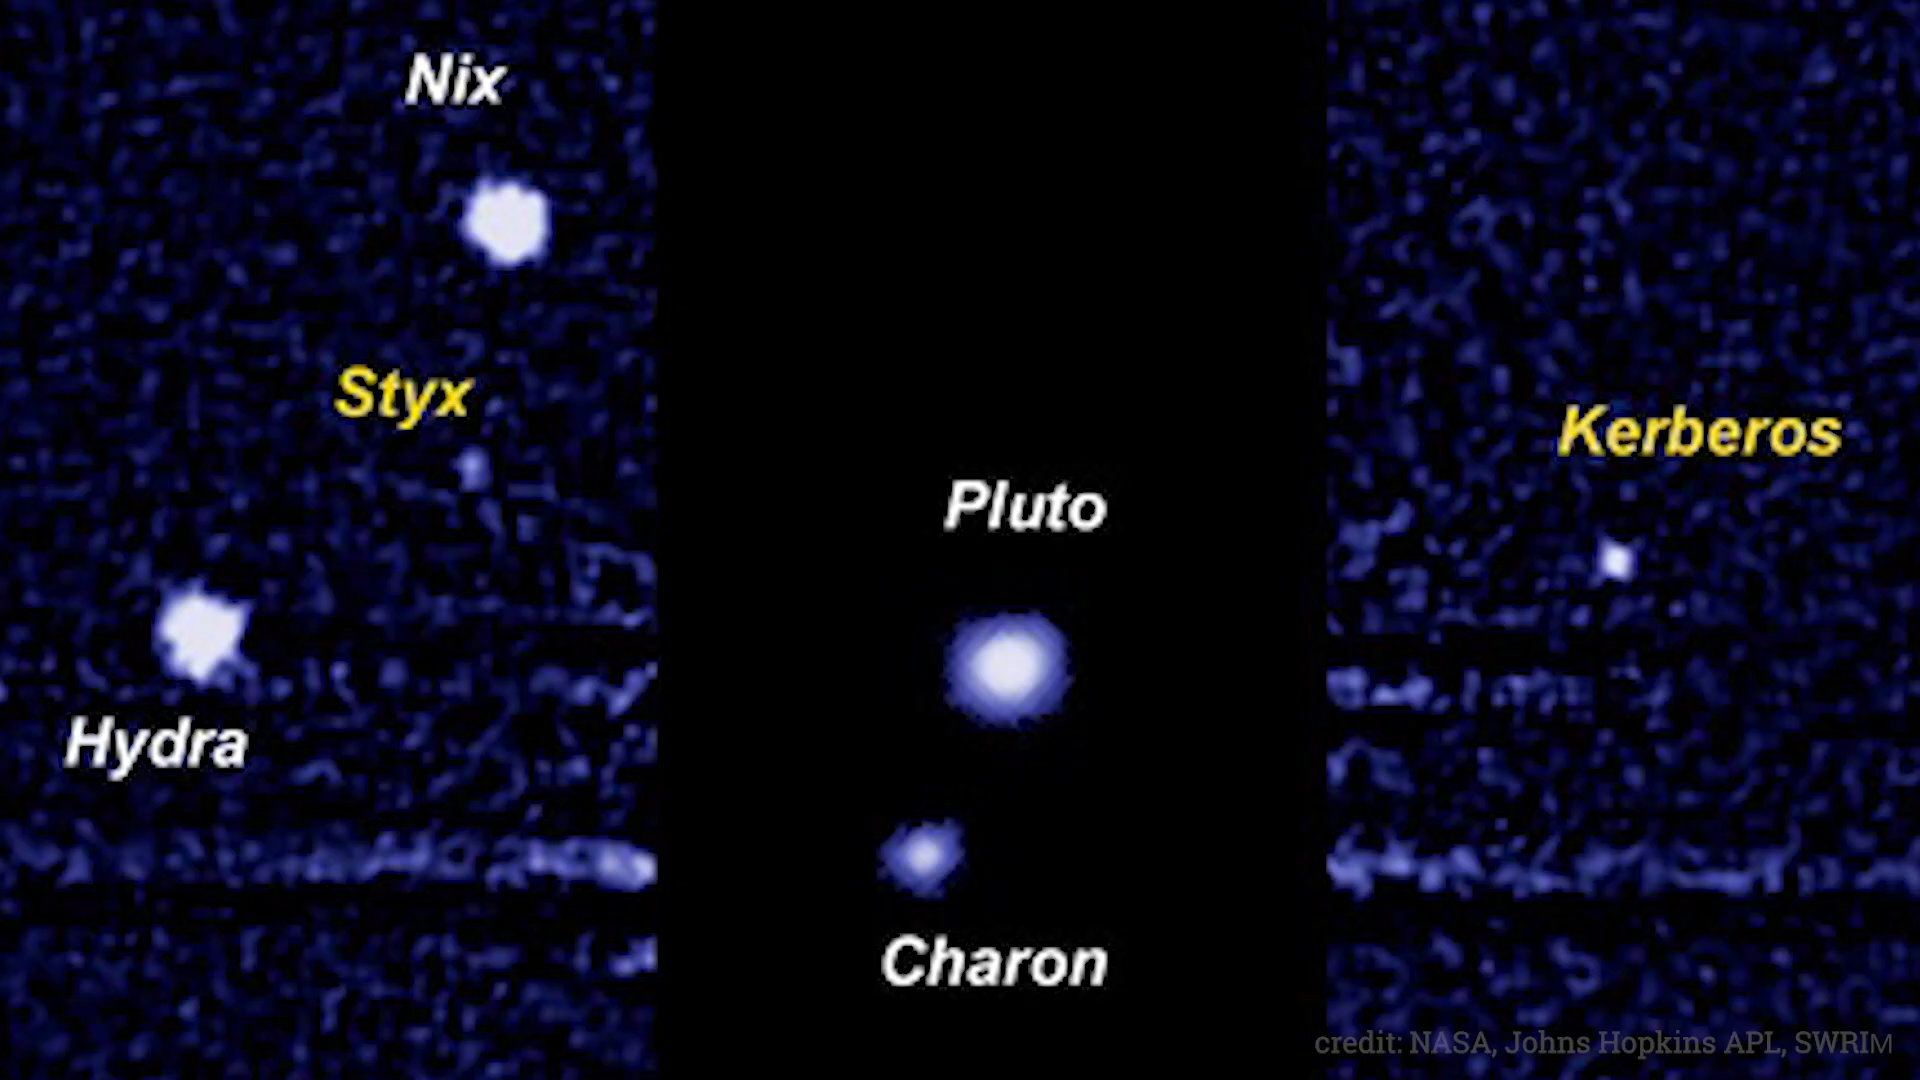 Nix
Styx
Kerberos
Pluto
Hydra
Charon
credit: NASA, Johns Hopkins APL, SWRIM